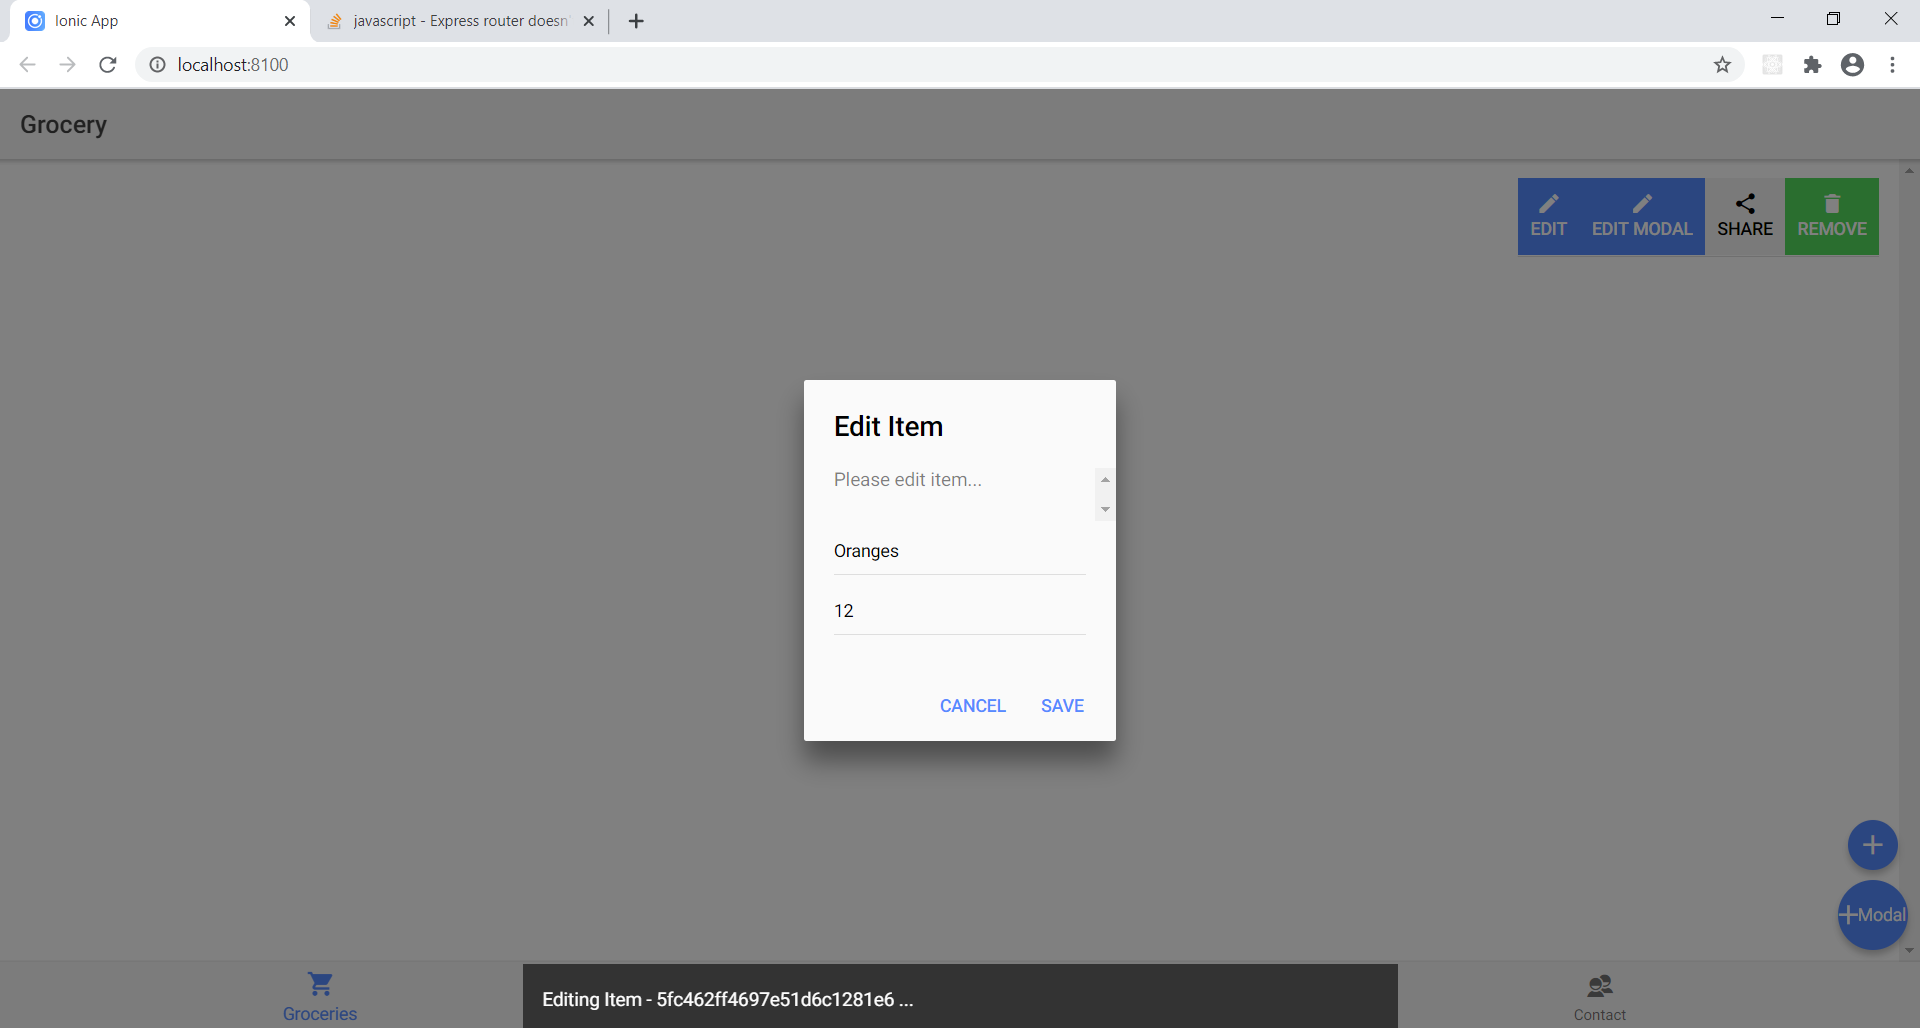 Ionic App
javascript - Express router doesn'
localhost:8100
Grocery
EDIT
EDIT MODAL
SHARE
REMOVE
Edit Item
Please edit item...
Oranges
12
CANCEL
SAVE
Modal
Groceries
Editing Item - 5fc462ff4697e51d6c1281e6 ...
Contact